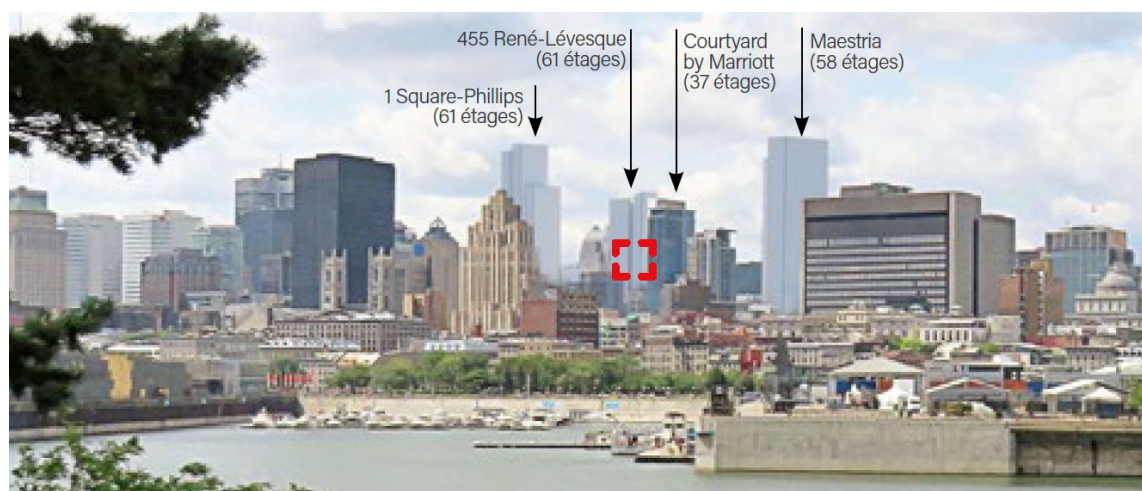 455 René-Lévesque
(61 étages)
Courtyard
by Marriott
(37 étages)
Maestria
(58 étages)
1 Square-Phillips
(61 étages)